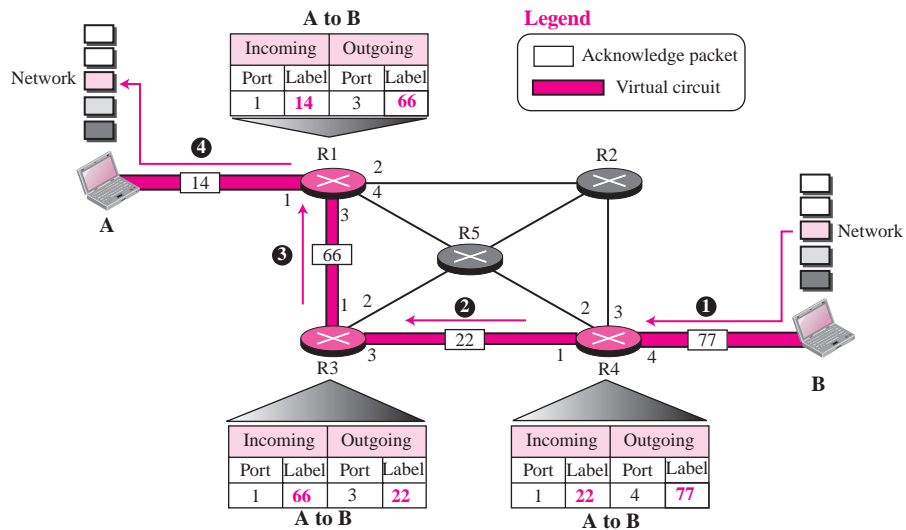 A to B
Incoming Outgoing
Port Label Port Label
1 14 3 66
Legend
Acknowledge packet
Virtual circuit
Network
4
R1
2
R2
14
1
4
A
3
R5
Network
3
66
1
2
2
3
1
2
R3
3
22
1
R4
4
77
B
Incoming Outgoing
Port Label Port Label
1 66 3 22
A to B
Incoming Outgoing
Port Label Port Label
1 22 4 77
A to B